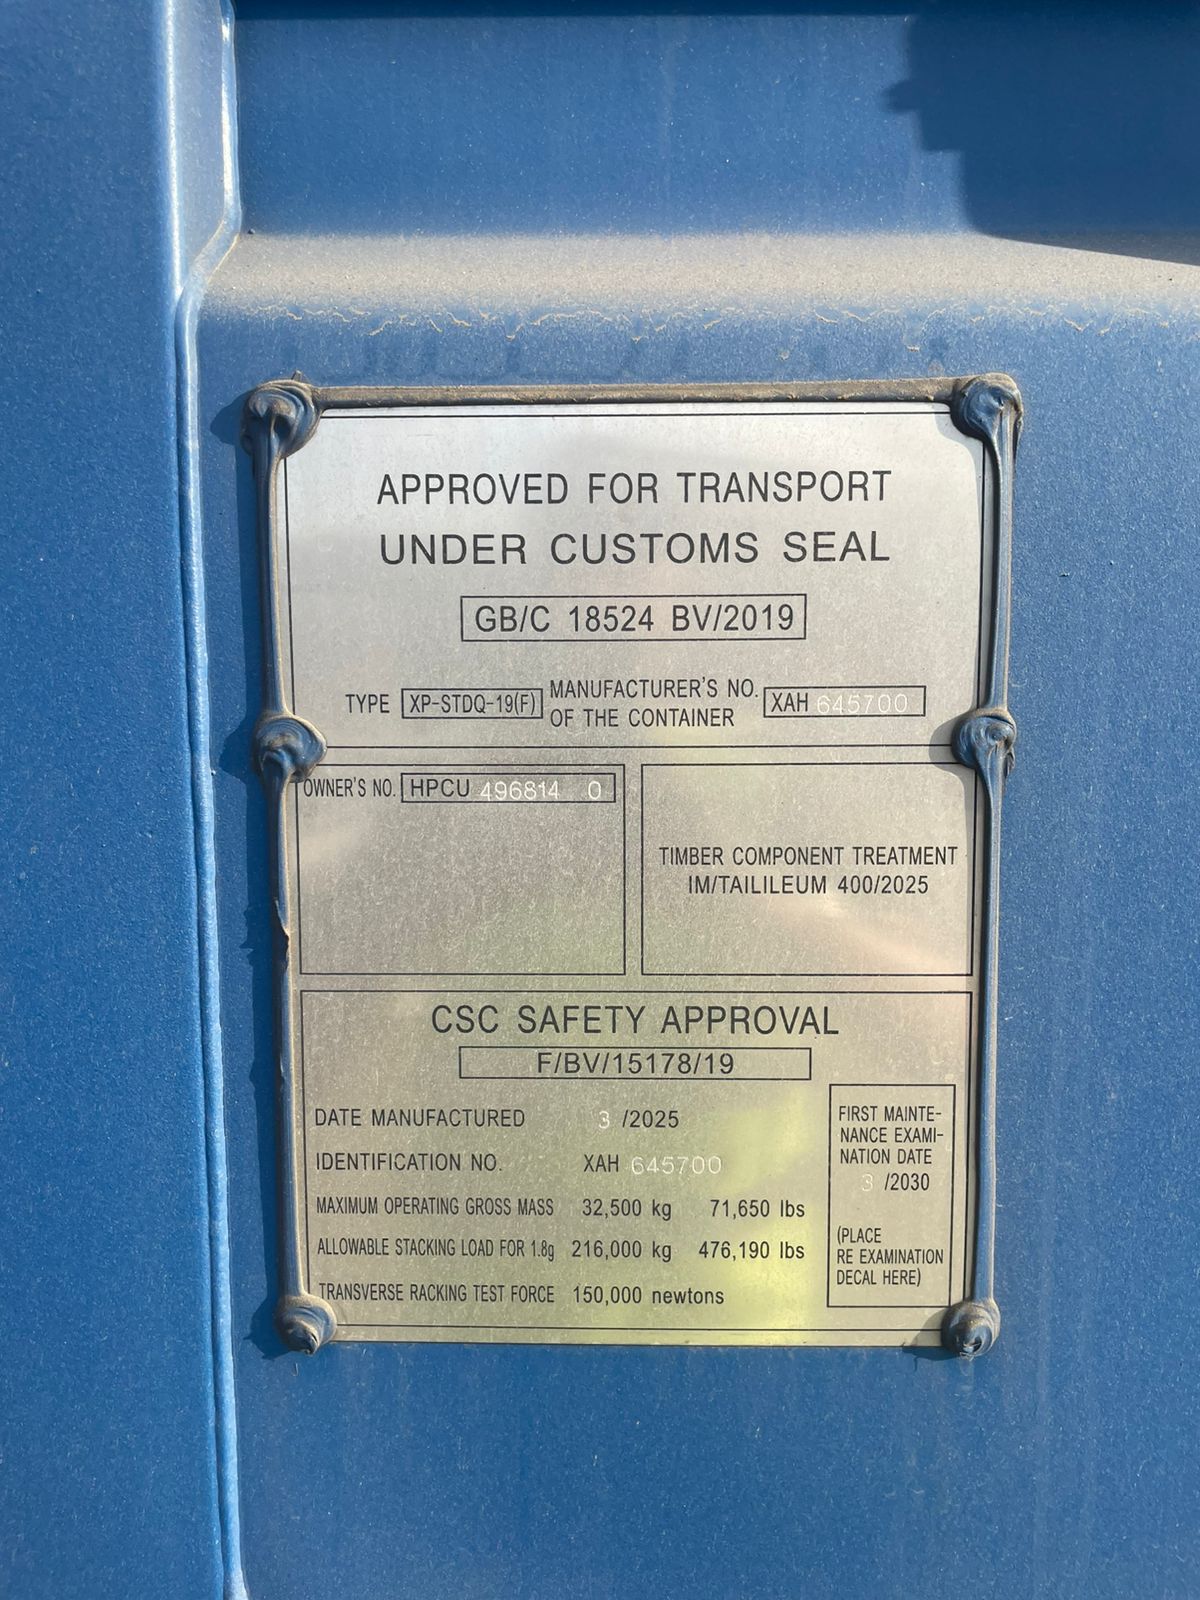 APPROVED FOR TRANSPORT
UNDER CUSTOMS SEAL
GB/C 18524 BV/2019
TYPE XP-STDQ-19(F) MANUFACTURER'S NO. OF THE CONTAINER XAH 645700
OWNER'S NO. HPCU 496814 0
TIMBER COMPONENT TREATMENT
IM/TAILILEUM 400/2025
CSC SAFETY APPROVAL
F/BV/15178/19
DATE MANUFACTURED 3 /2025
IDENTIFICATION NO. XAH 645700
MAXIMUM OPERATING GROSS MASS 32,500 kg 71,650 lbs
ALLOWABLE STACKING LOAD FOR 1.8g 216,000 kg 476,190 lbs
TRANSVERSE RACKING TEST FORCE 150,000 newtons
FIRST MAINTE-
NANCE EXAMI-
NATION DATE
3 /2030
(PLACE
RE EXAMINATION
DECAL HERE)